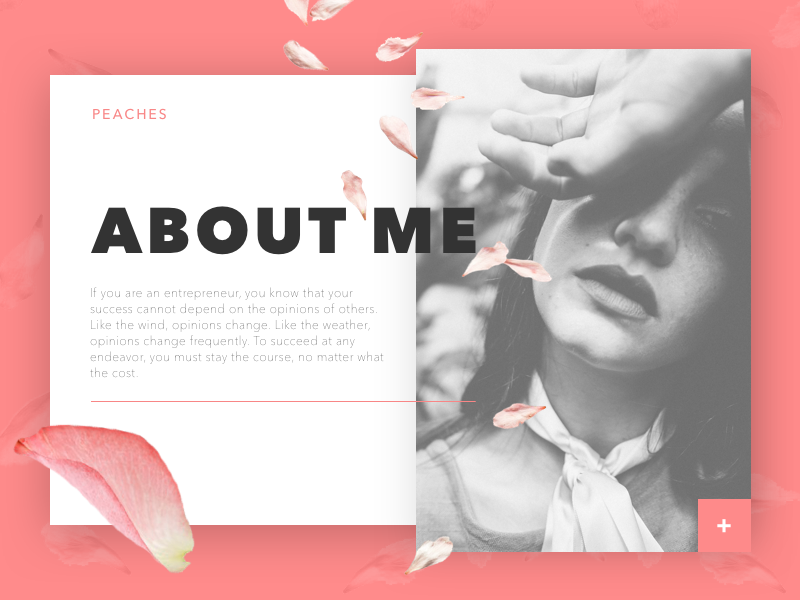 PEACHES
ABOUT ME
If you are an entrepreneur, you know that your
success cannot depend on the opinions of others.
Like the wind, opinions change. Like the weather,
opinions change frequently. To succeed at any
endeavor, you must stay the course, no matter what
the cost.
+